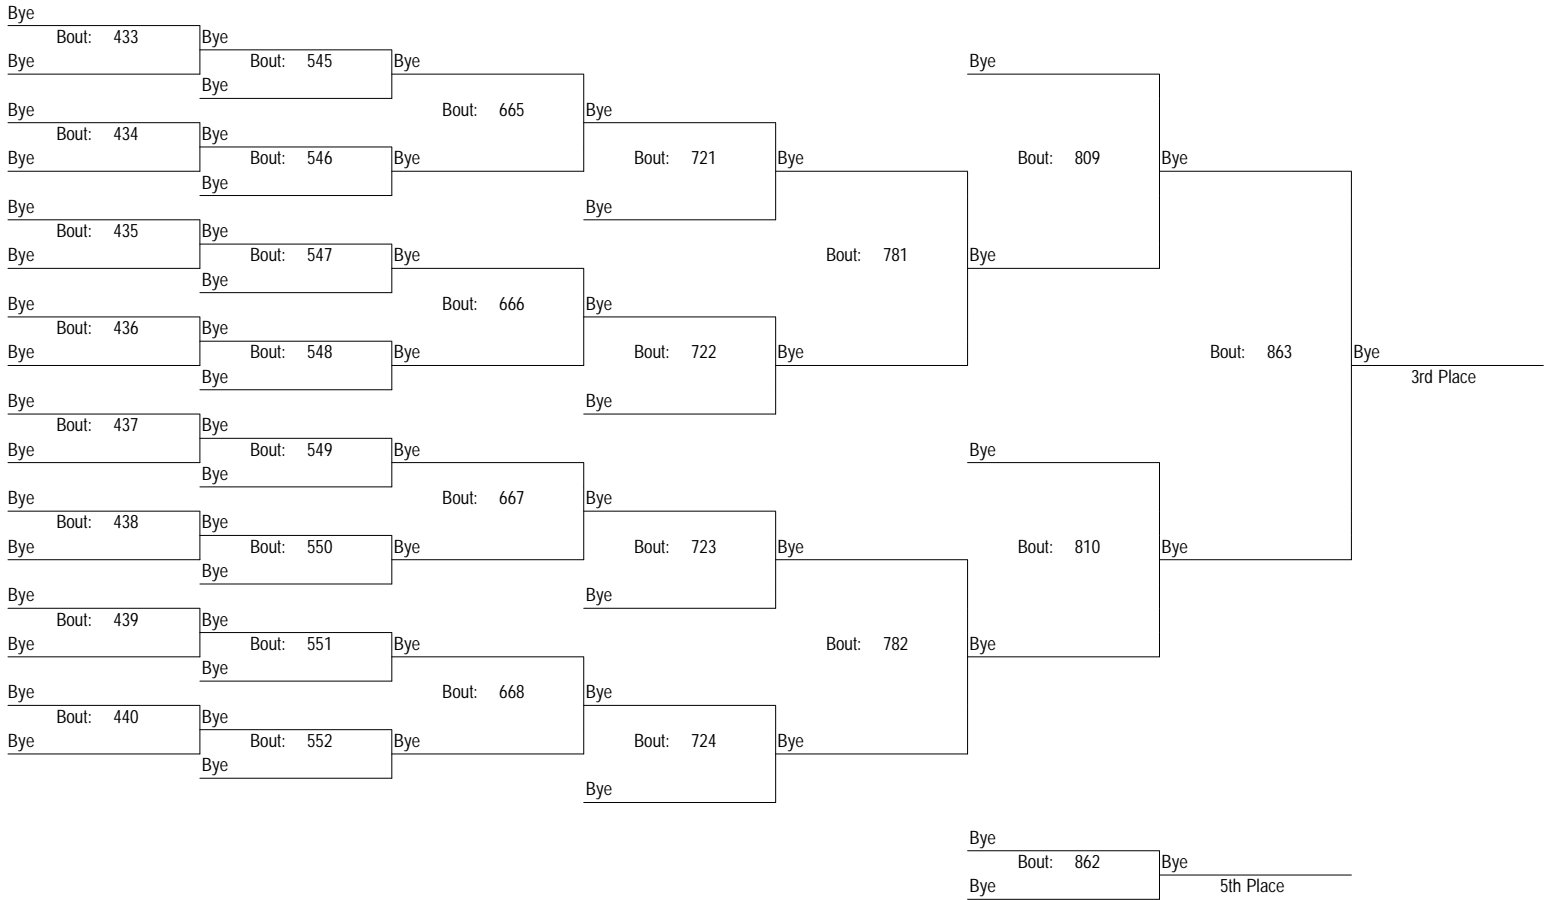 Bye
Bout: 433 Bye
Bye Bout: 545 Bye Bye
Bye
Bye Bout: 665 Bye
Bout: 434 Bye
Bye Bout: 546 Bye Bout: 721 Bye Bout: 809 Bye
Bye
Bye Bye
Bout: 435 Bye
Bye Bout: 547 Bye Bout: 781 Bye
Bye
Bye Bout: 666 Bye
Bout: 436 Bye
Bye Bout: 548 Bye Bout: 722 Bye Bout: 863 Bye
Bye 3rd Place
Bye Bye
Bout: 437 Bye
Bye Bout: 549 Bye Bye
Bye
Bye Bout: 667 Bye
Bout: 438 Bye
Bye Bout: 550 Bye Bout: 723 Bye Bout: 810 Bye
Bye
Bye Bye
Bout: 439 Bye
Bye Bout: 551 Bye Bout: 782 Bye
Bye
Bye Bout: 668 Bye
Bout: 440 Bye
Bye Bout: 552 Bye Bout: 724 Bye
Bye
Bye
Bye
Bout: 862 Bye
Bye 5th Place